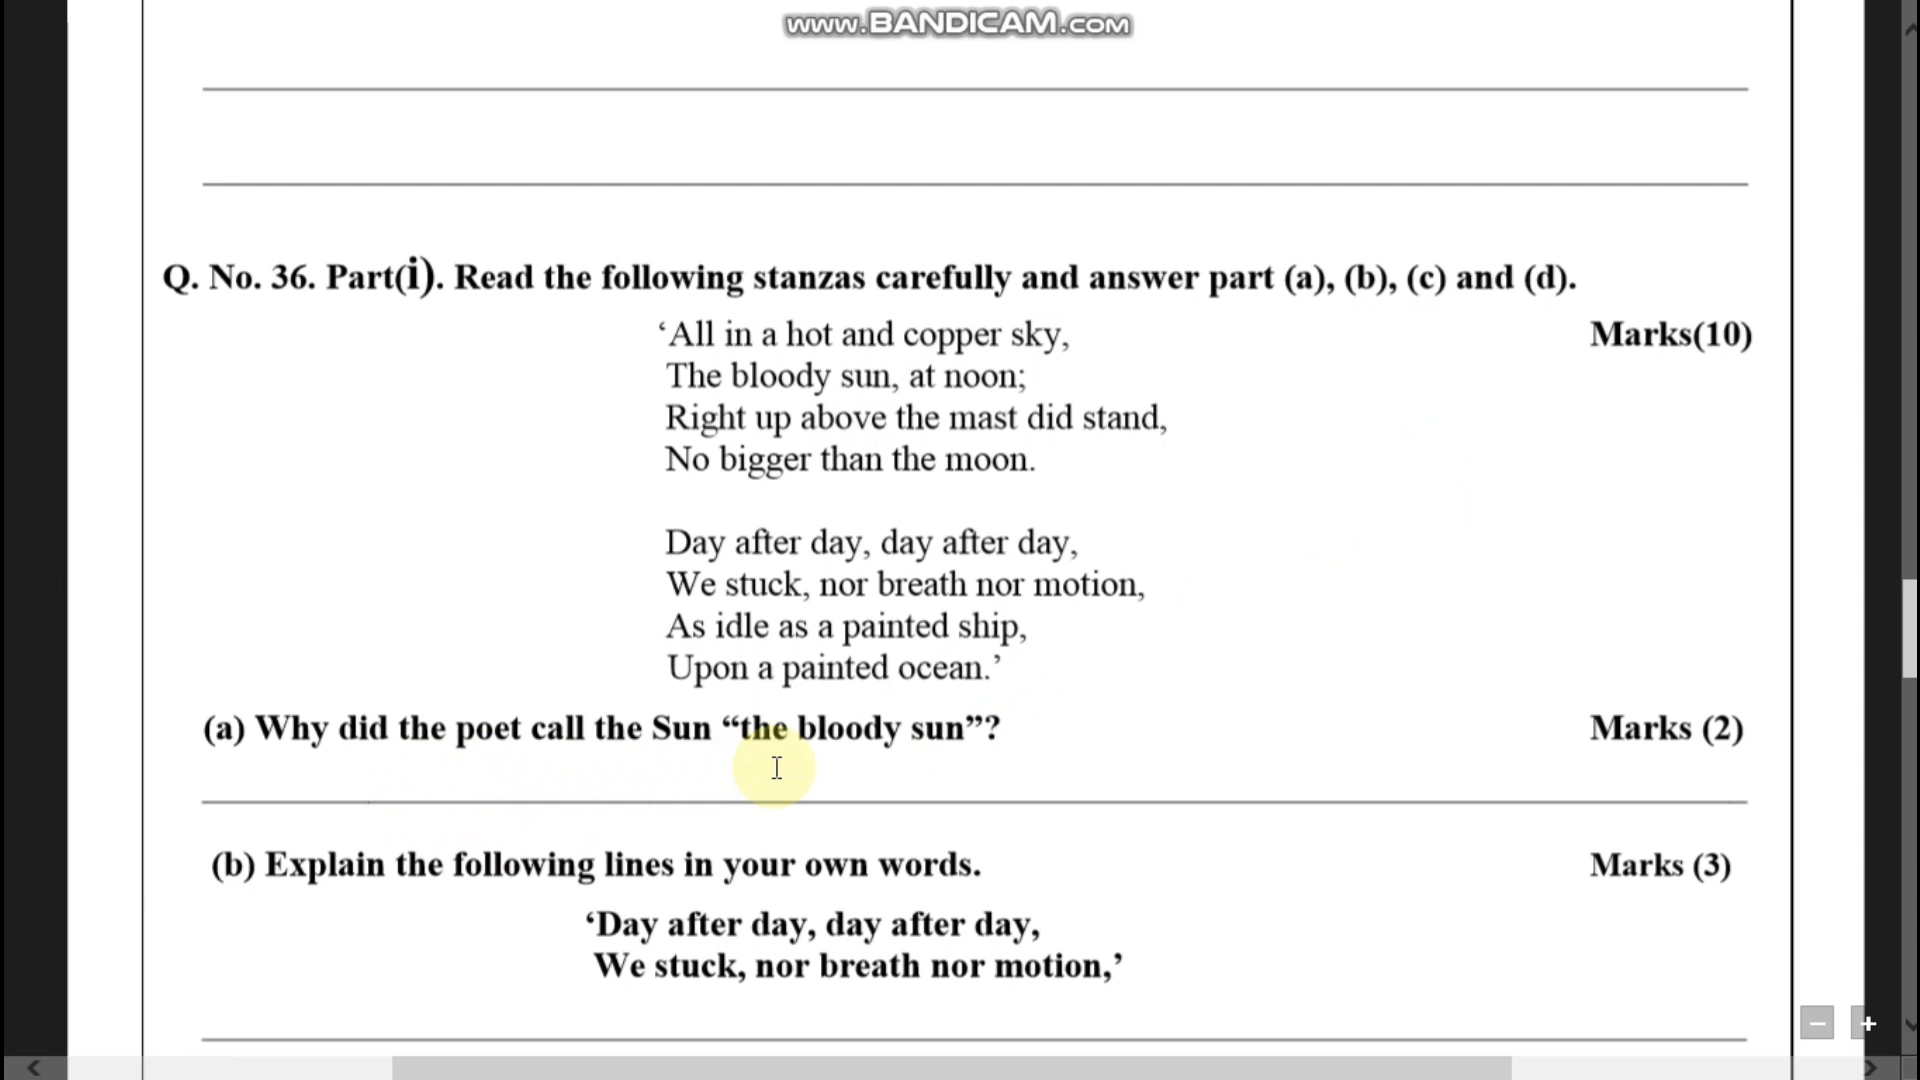 www.BANDICAM.com
Q. No. 36. Part(i). Read the following stanzas carefully and answer part (a), (b), (c) and (d).
‘All in a hot and copper sky, Marks(10)
The bloody sun, at noon;
Right up above the mast did stand,
No bigger than the moon.
Day after day, day after day,
We stuck, nor breath nor motion,
As idle as a painted ship,
Upon a painted ocean.’
(a) Why did the poet call the Sun “the bloody sun”? Marks (2)
(b) Explain the following lines in your own words. Marks (3)
‘Day after day, day after day,
We stuck, nor breath nor motion,’